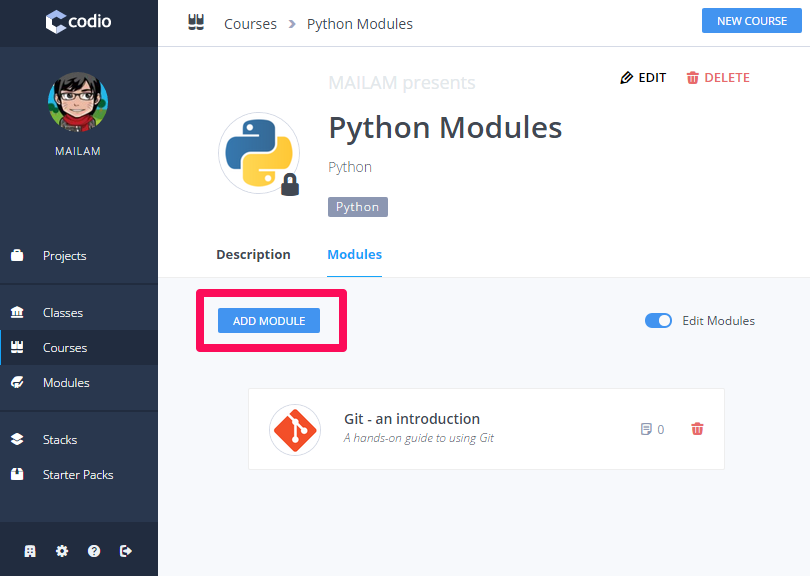 codio
MAILAM
Projects
Classes
Courses
Modules
Stacks
Starter Packs
Courses > Python Modules
NEW COURSE
MAILAM presents
EDIT
DELETE
Python Modules
Python
Python
Description
Modules
ADD MODULE
Edit Modules
Git - an introduction
A hands-on guide to using Git
0